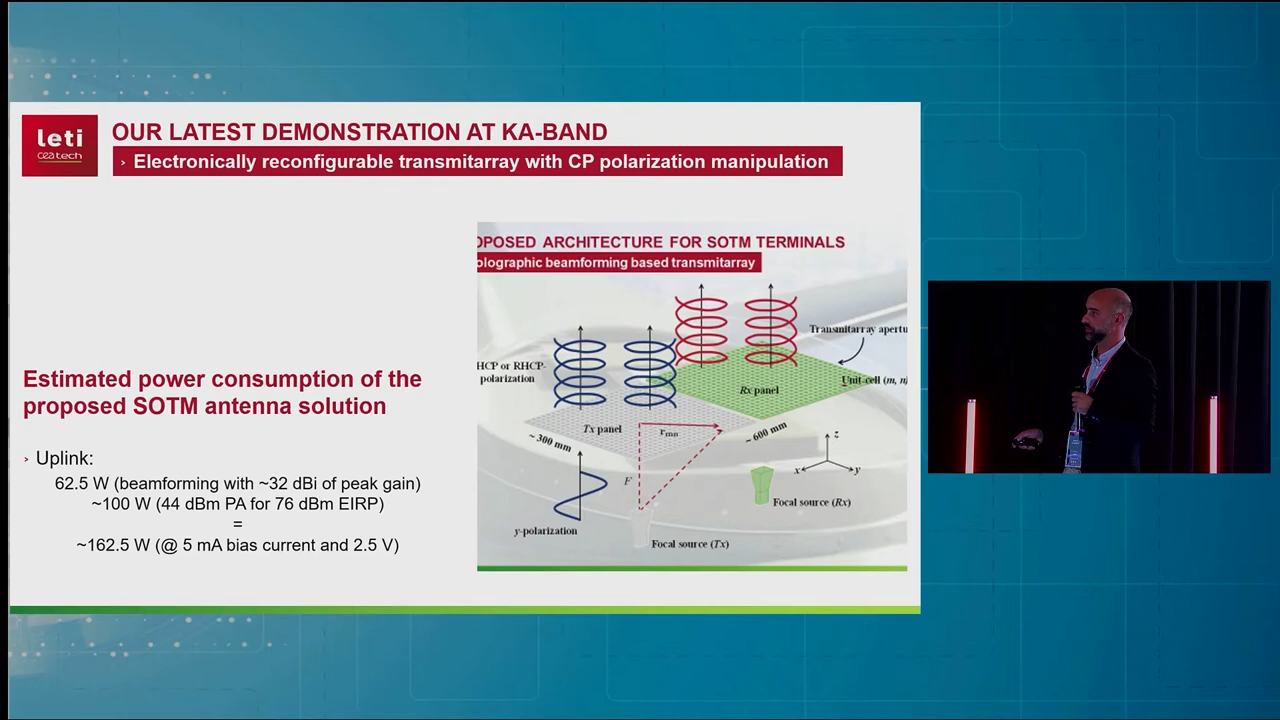 leti
cea tech
OUR LATEST DEMONSTRATION AT KA-BAND
› Electronically reconfigurable transmitarray with CP polarization manipulation
OPOSED ARCHITECTURE FOR SOTM TERMINALS
olographic beamforming based transmitarray
Transmitarray apertu
HCP or RHCP-
polarization
Unit-cell (m, n)
Rx panel
Tx panel
rmn
~ 300 mm
~ 600 mm
z
x
y
F
Focal source (Rx)
y-polarization
Focal source (Tx)
Estimated power consumption of the
proposed SOTM antenna solution
› Uplink:
62.5 W (beamforming with ~32 dBi of peak gain)
~100 W (44 dBm PA for 76 dBm EIRP)
=
~162.5 W (@ 5 mA bias current and 2.5 V)